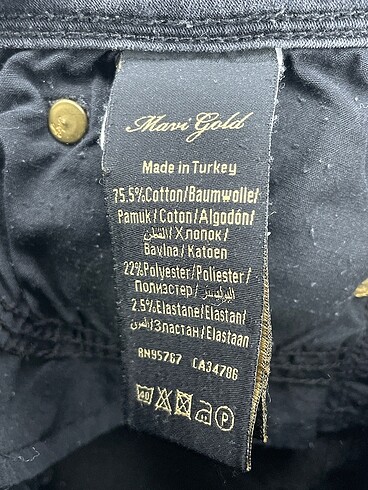 Mavi Gold
Made in Turkey
75.5%Cotton/Baumwolle/
Pamuk/Coton/Algodón/
القطن/Хлопок/
Bavlna/Katoen
22%Polyester/Poliester/
Полиэстер/البوليستر/
2.5%Elastane/Elastan/
/Эластан/Elastaan
RN95767 CA34786
40 P